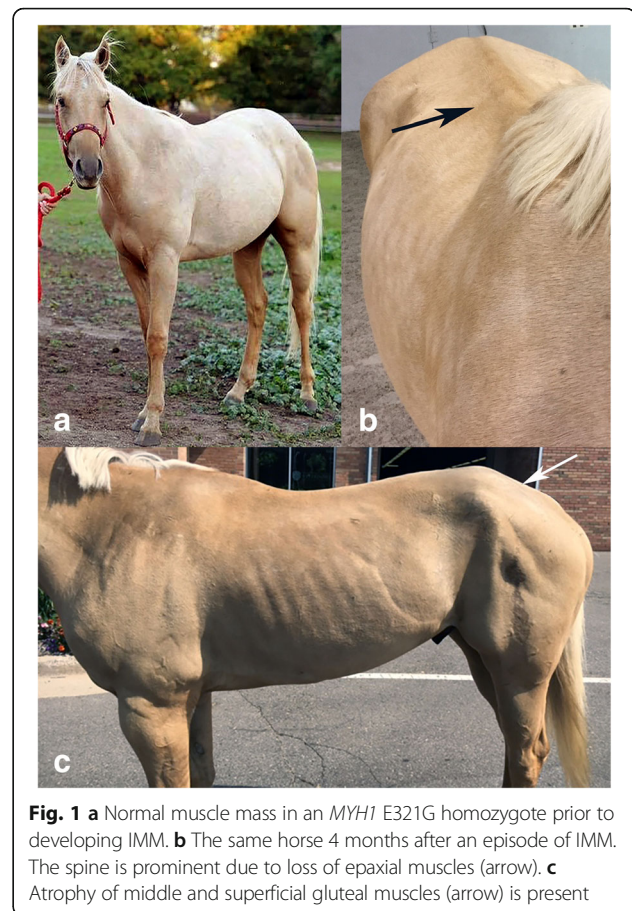 a
b
c
Fig. 1 a Normal muscle mass in an MYH1 E321G homozygote prior to
developing IMM. b The same horse 4 months after an episode of IMM.
The spine is prominent due to loss of epaxial muscles (arrow). c
Atrophy of middle and superficial gluteal muscles (arrow) is present